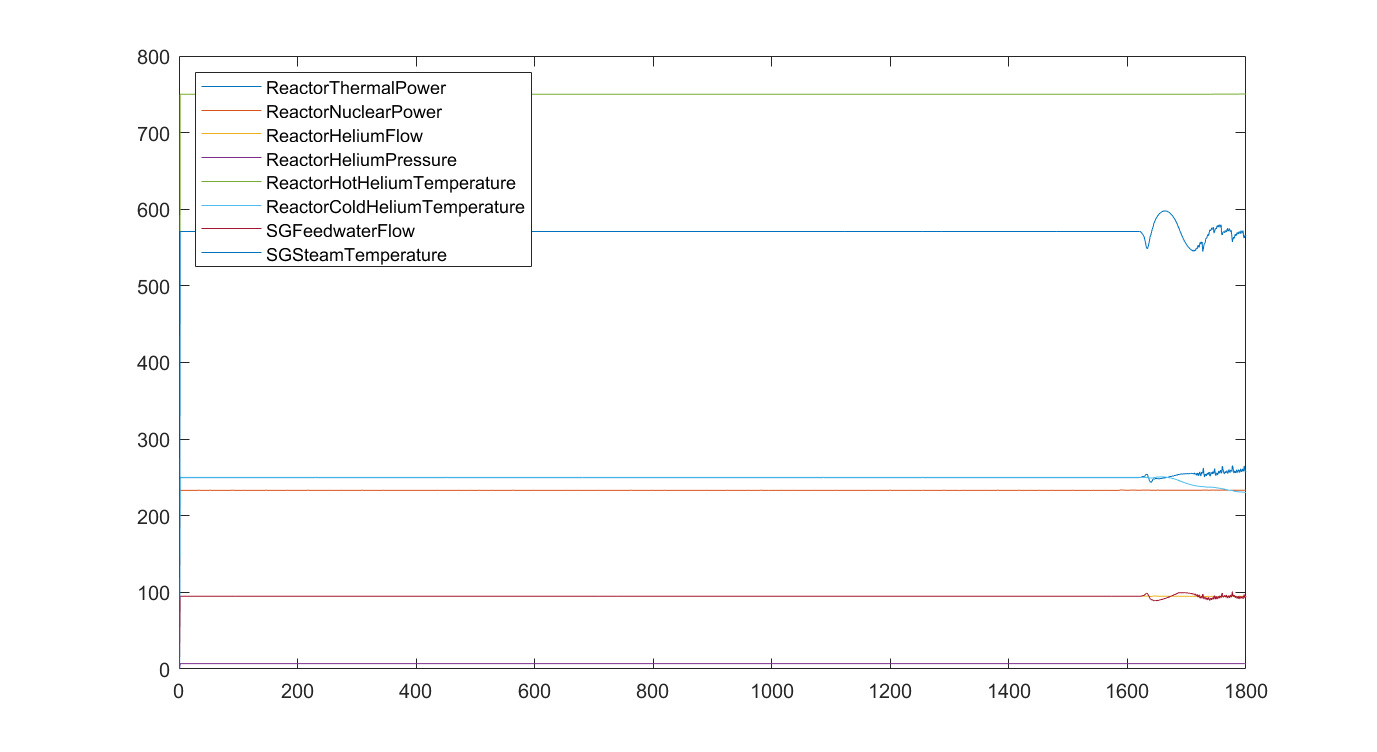 800
700
600
500
400
300
200
100
0
ReactorThermalPower
ReactorNuclearPower
ReactorHeliumFlow
ReactorHeliumPressure
ReactorHotHeliumTemperature
ReactorColdHeliumTemperature
SGFeedwaterFlow
SGSteamTemperature
0 200 400 600 800 1000 1200 1400 1600 1800